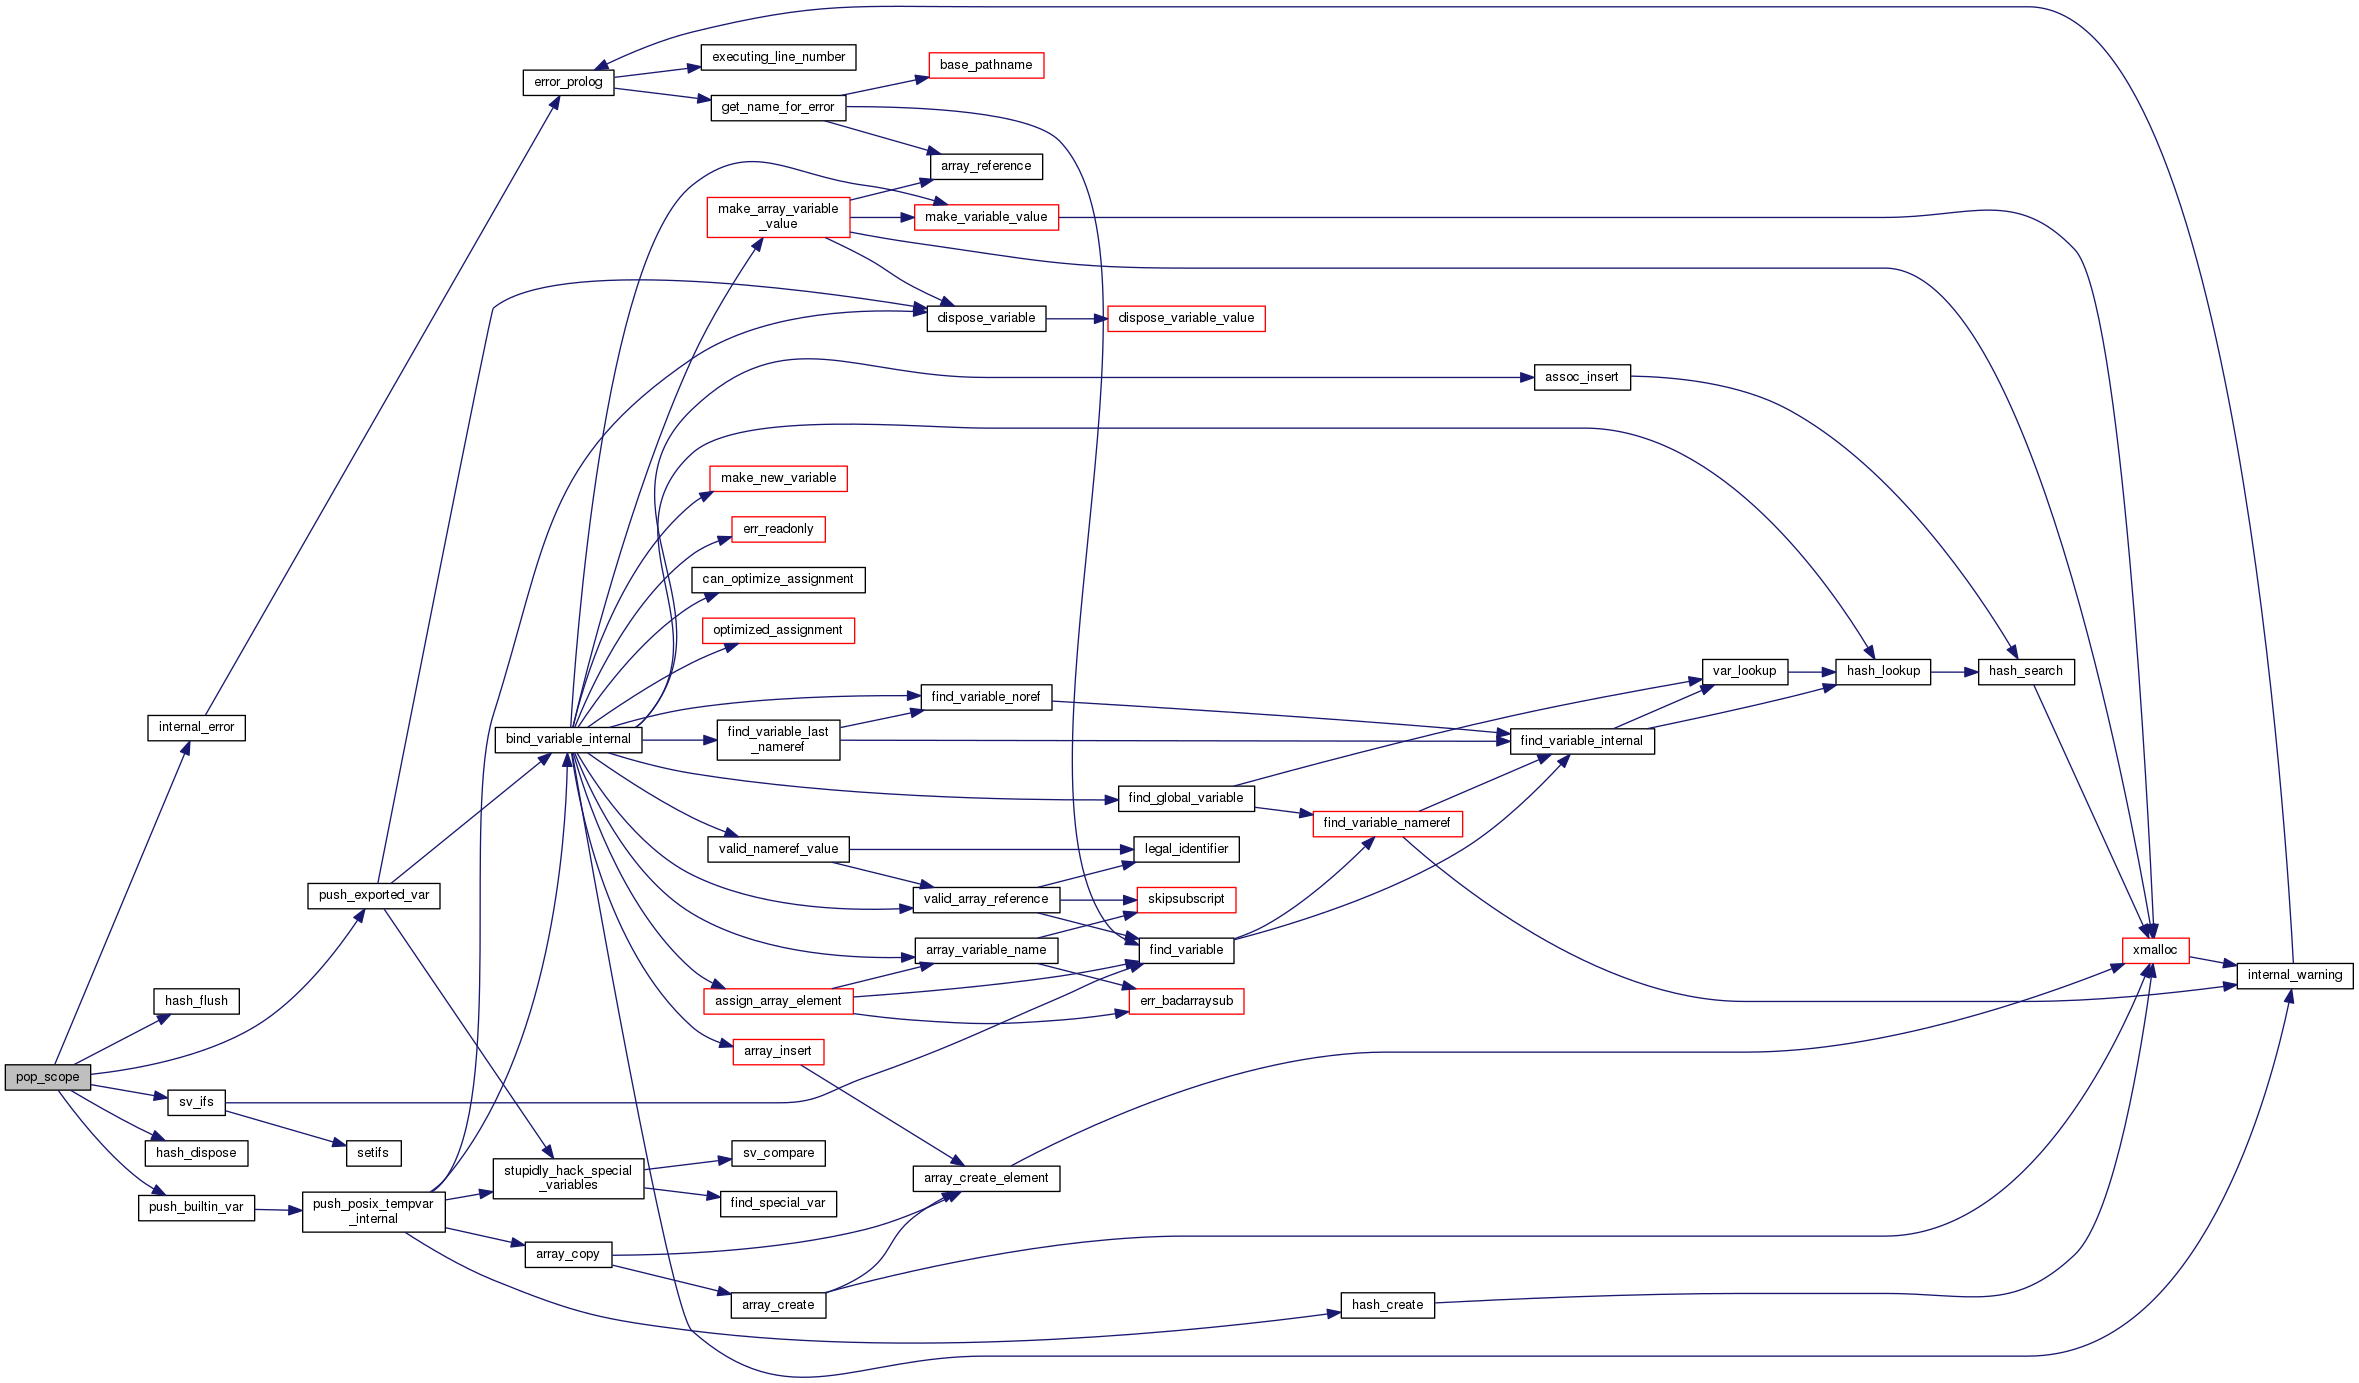 executing_line_number
base_pathname
error_prolog
get_name_for_error
array_reference
make_array_variable
_value
make_variable_value
dispose_variable
dispose_variable_value
assoc_insert
make_new_variable
err_readonly
can_optimize_assignment
optimized_assignment
var_lookup
hash_lookup
hash_search
find_variable_noref
internal_error
bind_variable_internal
find_variable_last
_nameref
find_variable_internal
find_global_variable
find_variable_nameref
valid_nameref_value
legal_identifier
push_exported_var
valid_array_reference
skipsubscript
array_variable_name
find_variable
xmalloc
internal_warning
hash_flush
assign_array_element
err_badarraysub
array_insert
pop_scope
sv_ifs
hash_dispose
setifs
sv_compare
stupidly_hack_special
_variables
array_create_element
push_builtin_var
push_posix_tempvar
_internal
find_special_var
array_copy
array_create
hash_create